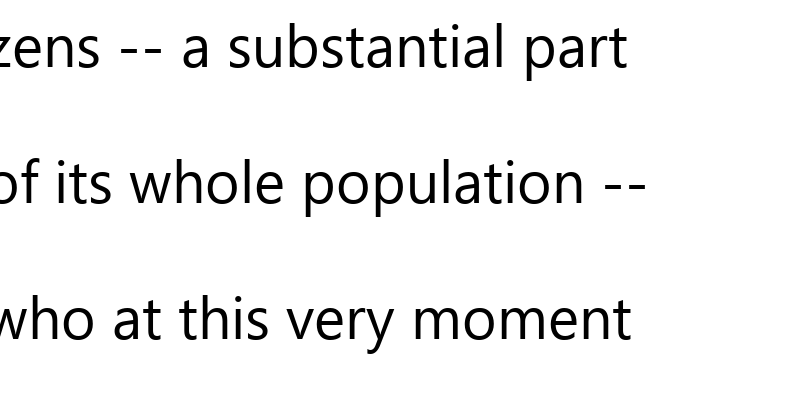 zens -- a substantial part
of its whole population --
who at this very moment